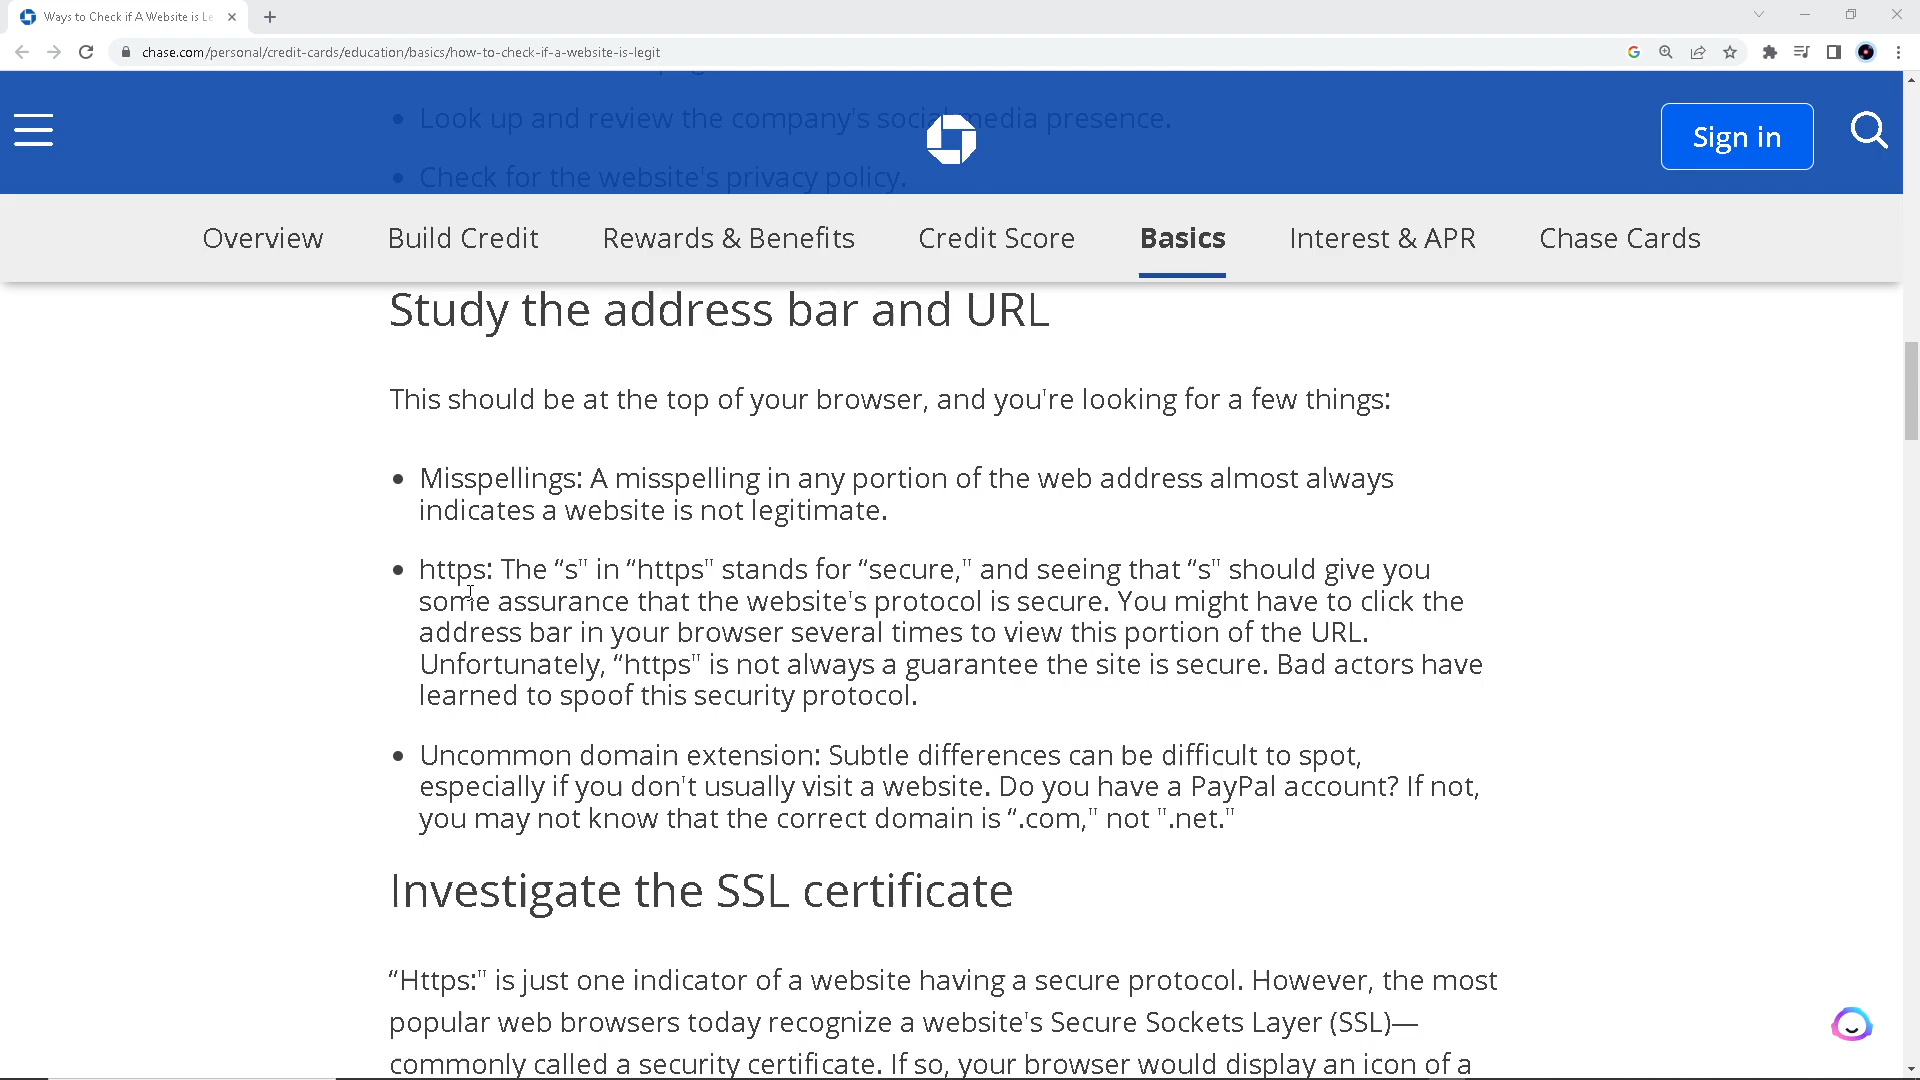 Ways to Check if A Website is Le
chase.com/personal/credit-cards/education/basics/how-to-check-if-a-website-is-legit
• Look up and review the company's social media presence.
Sign in
• Check for the website's privacy policy.
Overview Build Credit Rewards & Benefits Credit Score Basics Interest & APR Chase Cards
Study the address bar and URL
This should be at the top of your browser, and you're looking for a few things:
• Misspellings: A misspelling in any portion of the web address almost always
indicates a website is not legitimate.
• https: The “s" in “https" stands for “secure," and seeing that “s" should give you
some assurance that the website's protocol is secure. You might have to click the
address bar in your browser several times to view this portion of the URL.
Unfortunately, “https" is not always a guarantee the site is secure. Bad actors have
learned to spoof this security protocol.
• Uncommon domain extension: Subtle differences can be difficult to spot,
especially if you don't usually visit a website. Do you have a PayPal account? If not,
you may not know that the correct domain is “.com," not ".net."
Investigate the SSL certificate
“Https:" is just one indicator of a website having a secure protocol. However, the most
popular web browsers today recognize a website's Secure Sockets Layer (SSL)—
commonly called a security certificate. If so, your browser would display an icon of a